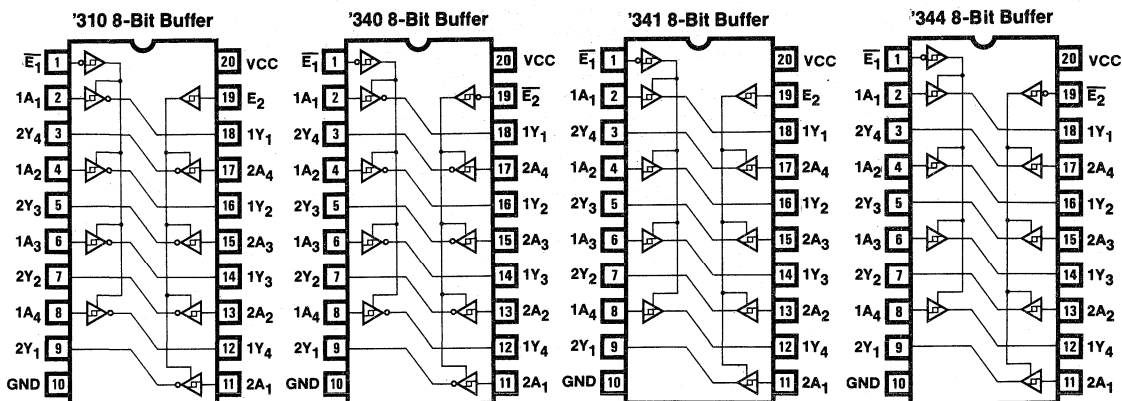 '310 8-Bit Buffer
E̅₁ 1 20 VCC
1A₁ 2 19 E₂
2Y₄ 3 18 1Y₁
1A₂ 4 17 2A₄
2Y₃ 5 16 1Y₂
1A₃ 6 15 2A₃
2Y₂ 7 14 1Y₃
1A₄ 8 13 2A₂
2Y₁ 9 12 1Y₄
GND 10 11 2A₁
'340 8-Bit Buffer
E̅₁ 1 20 VCC
1A₁ 2 19 E̅₂
2Y₄ 3 18 1Y₁
1A₂ 4 17 2A₄
2Y₃ 5 16 1Y₂
1A₃ 6 15 2A₃
2Y₂ 7 14 1Y₃
1A₄ 8 13 2A₂
2Y₁ 9 12 1Y₄
GND 10 11 2A₁
'341 8-Bit Buffer
E̅₁ 1 20 VCC
1A₁ 2 19 E₂
2Y₄ 3 18 1Y₁
1A₂ 4 17 2A₄
2Y₃ 5 16 1Y₂
1A₃ 6 15 2A₃
2Y₂ 7 14 1Y₃
1A₄ 8 13 2A₂
2Y₁ 9 12 1Y₄
GND 10 11 2A₁
'344 8-Bit Buffer
E̅₁ 1 20 VCC
1A₁ 2 19 E̅₂
2Y₄ 3 18 1Y₁
1A₂ 4 17 2A₄
2Y₃ 5 16 1Y₂
1A₃ 6 15 2A₃
2Y₂ 7 14 1Y₃
1A₄ 8 13 2A₂
2Y₁ 9 12 1Y₄
GND 10 11 2A₁